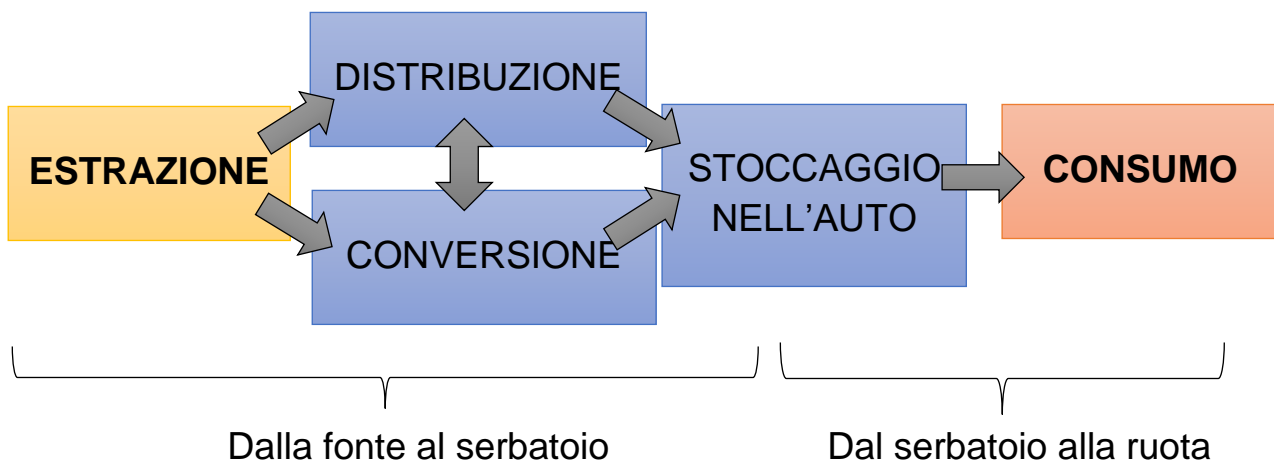 DISTRIBUZIONE
ESTRAZIONE
CONVERSIONE
STOCCAGGIO
NELL'AUTO
CONSUMO
Dalla fonte al serbatoio
Dal serbatoio alla ruota